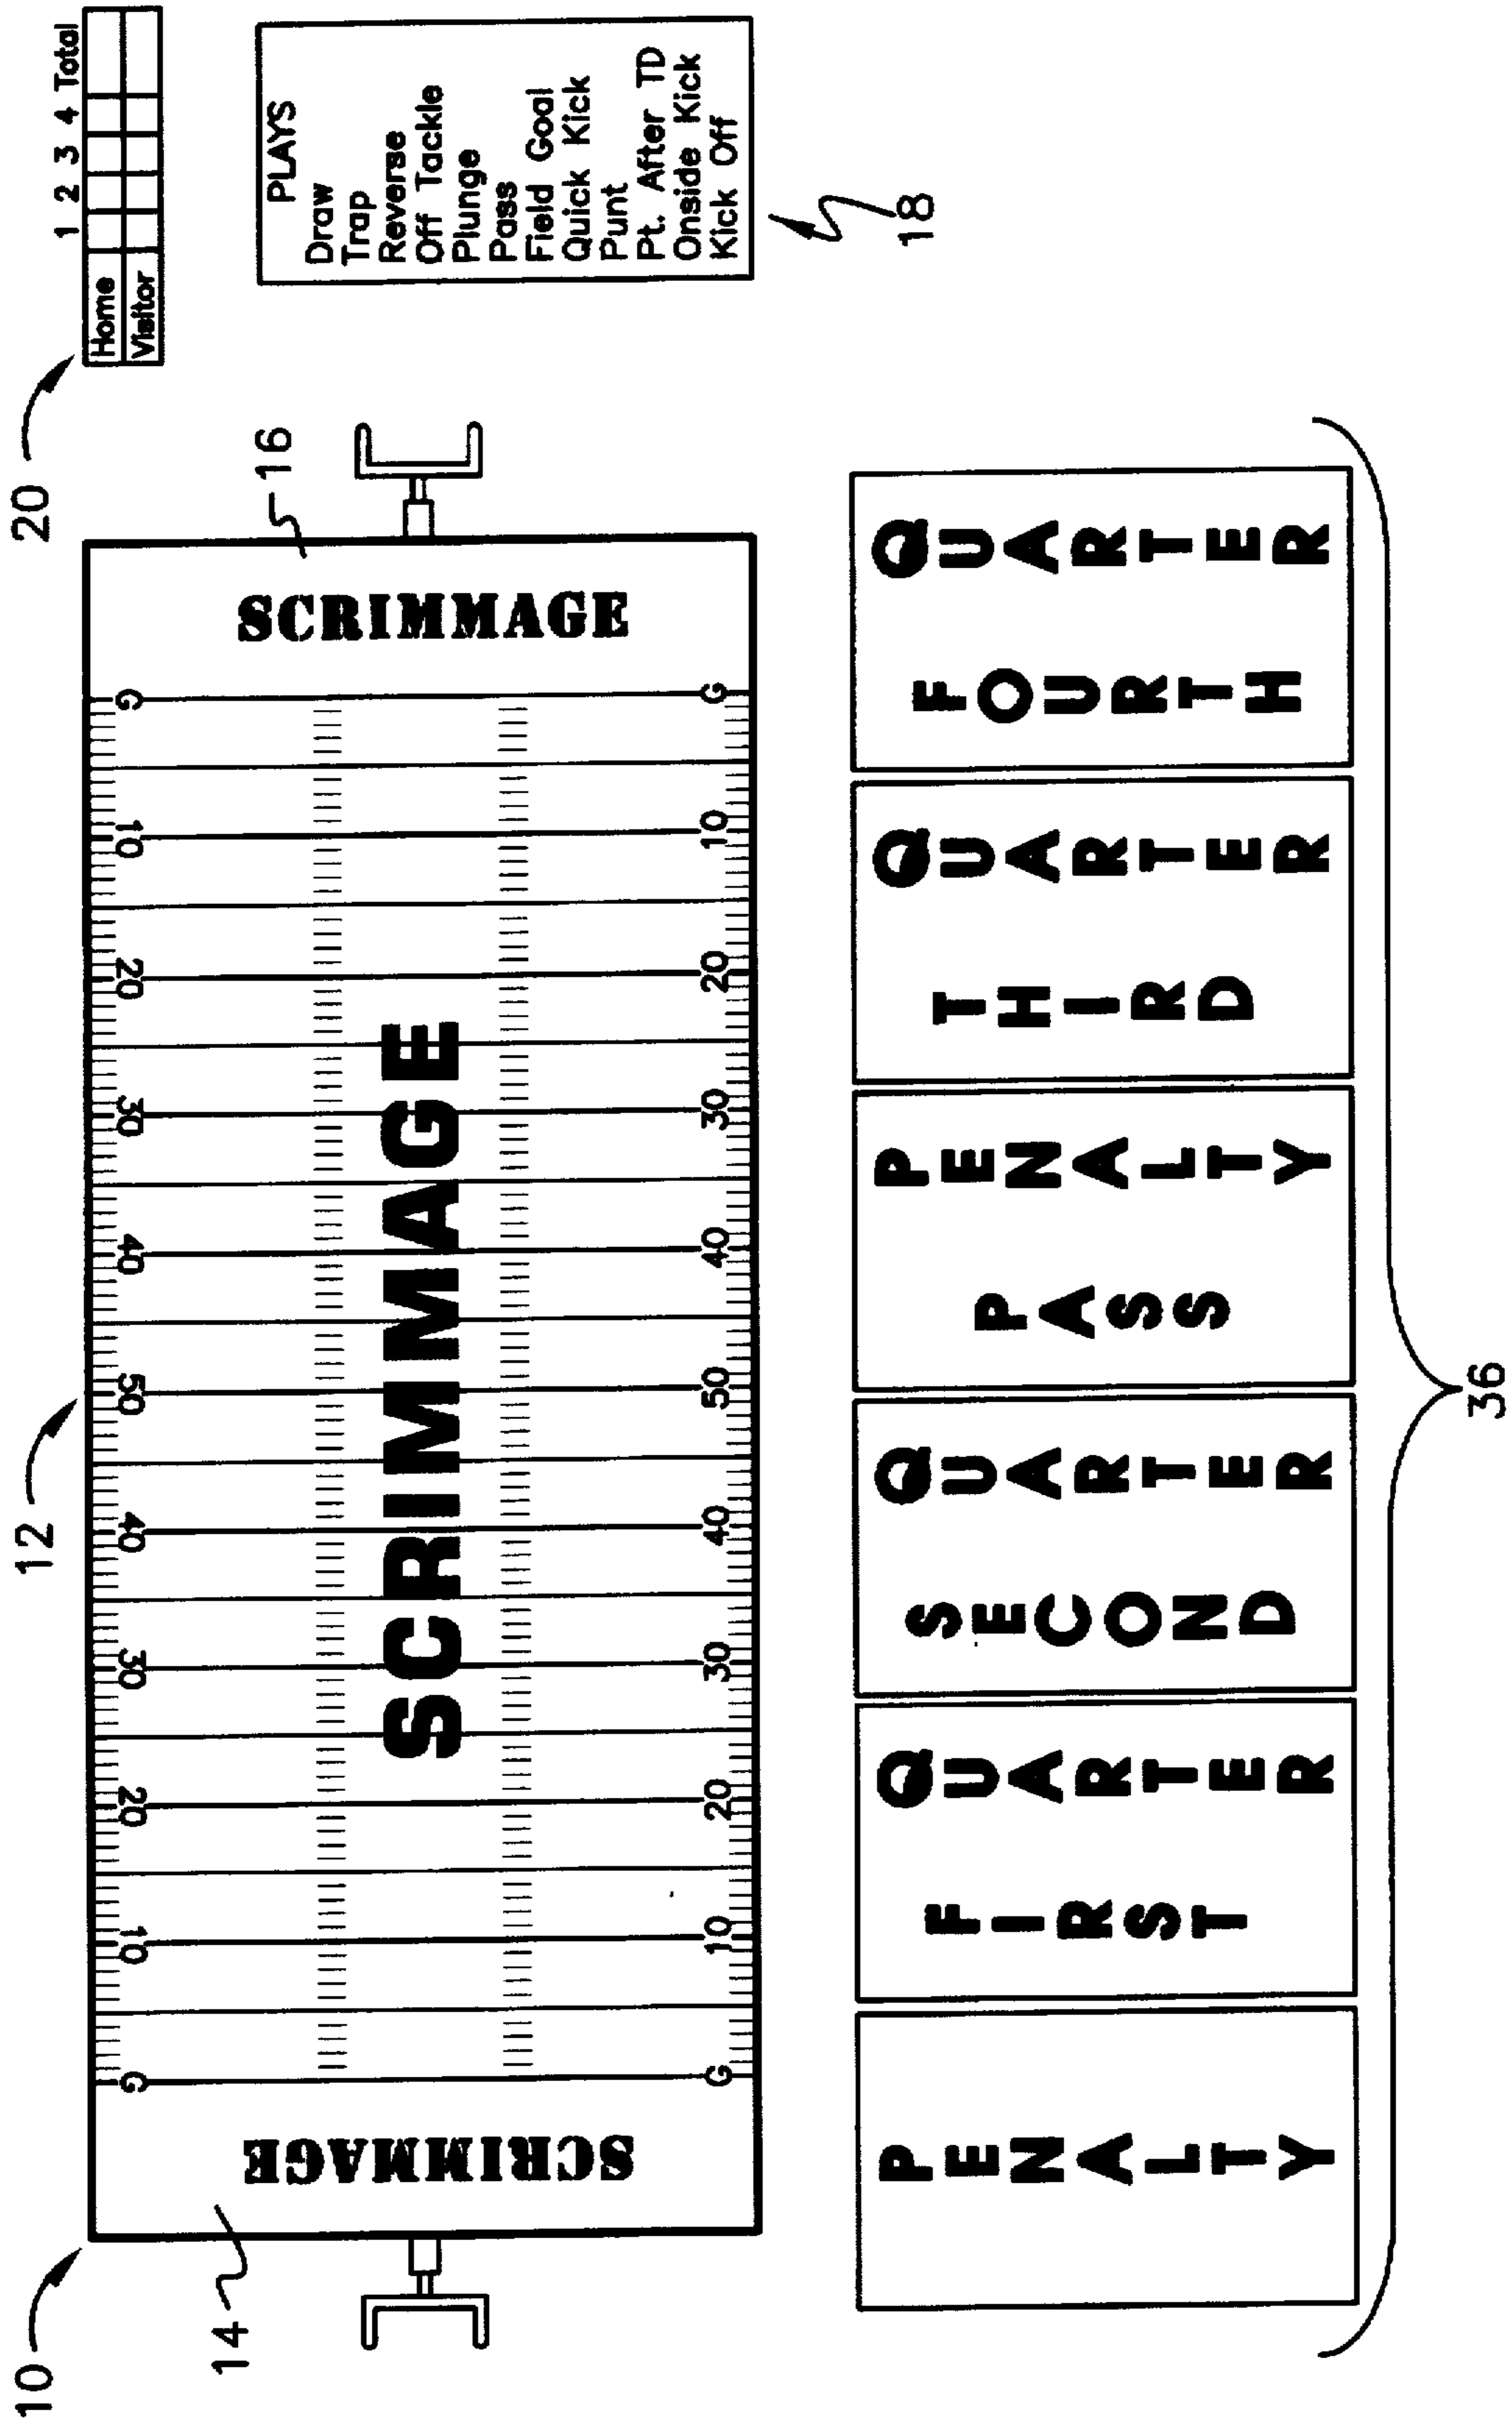 10
12
20
1 2 3 4 Total
Home
Visitor
14
16
G 10 20 30 40 50 40 30 20 10 G
SCRIMMAGE
SCRIMMAGE
SCRIMMAGE
G 10 20 30 40 50 40 30 20 10 G
PLAYS
Draw
Trap
Reverse
Off Tackle
Plunge
Pass
Field Goal
Quick Kick
Punt
Pt. After TD
Onside Kick
Kick Off
18
PENALTY
FIRST
QUARTER
SECOND
QUARTER
PASS
PENALTY
THIRD
QUARTER
FOURTH
QUARTER
36